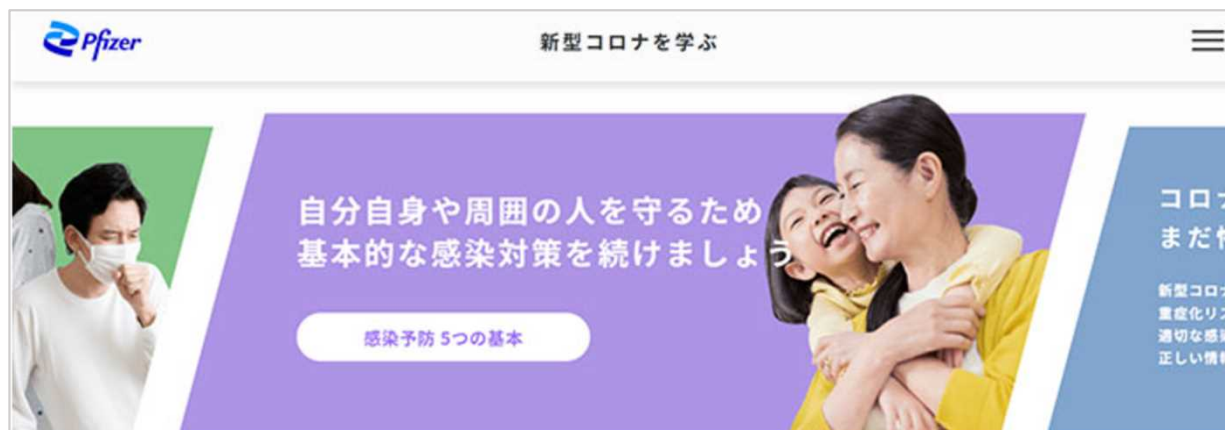 Pfizer
新型コロナを学ぶ
自分自身や周囲の人を守るため
基本的な感染対策を続けましょう
感染予防 5つの基本
コロナ
まだ
新型コロナ
重症化リス
適切な感染
正しい情報